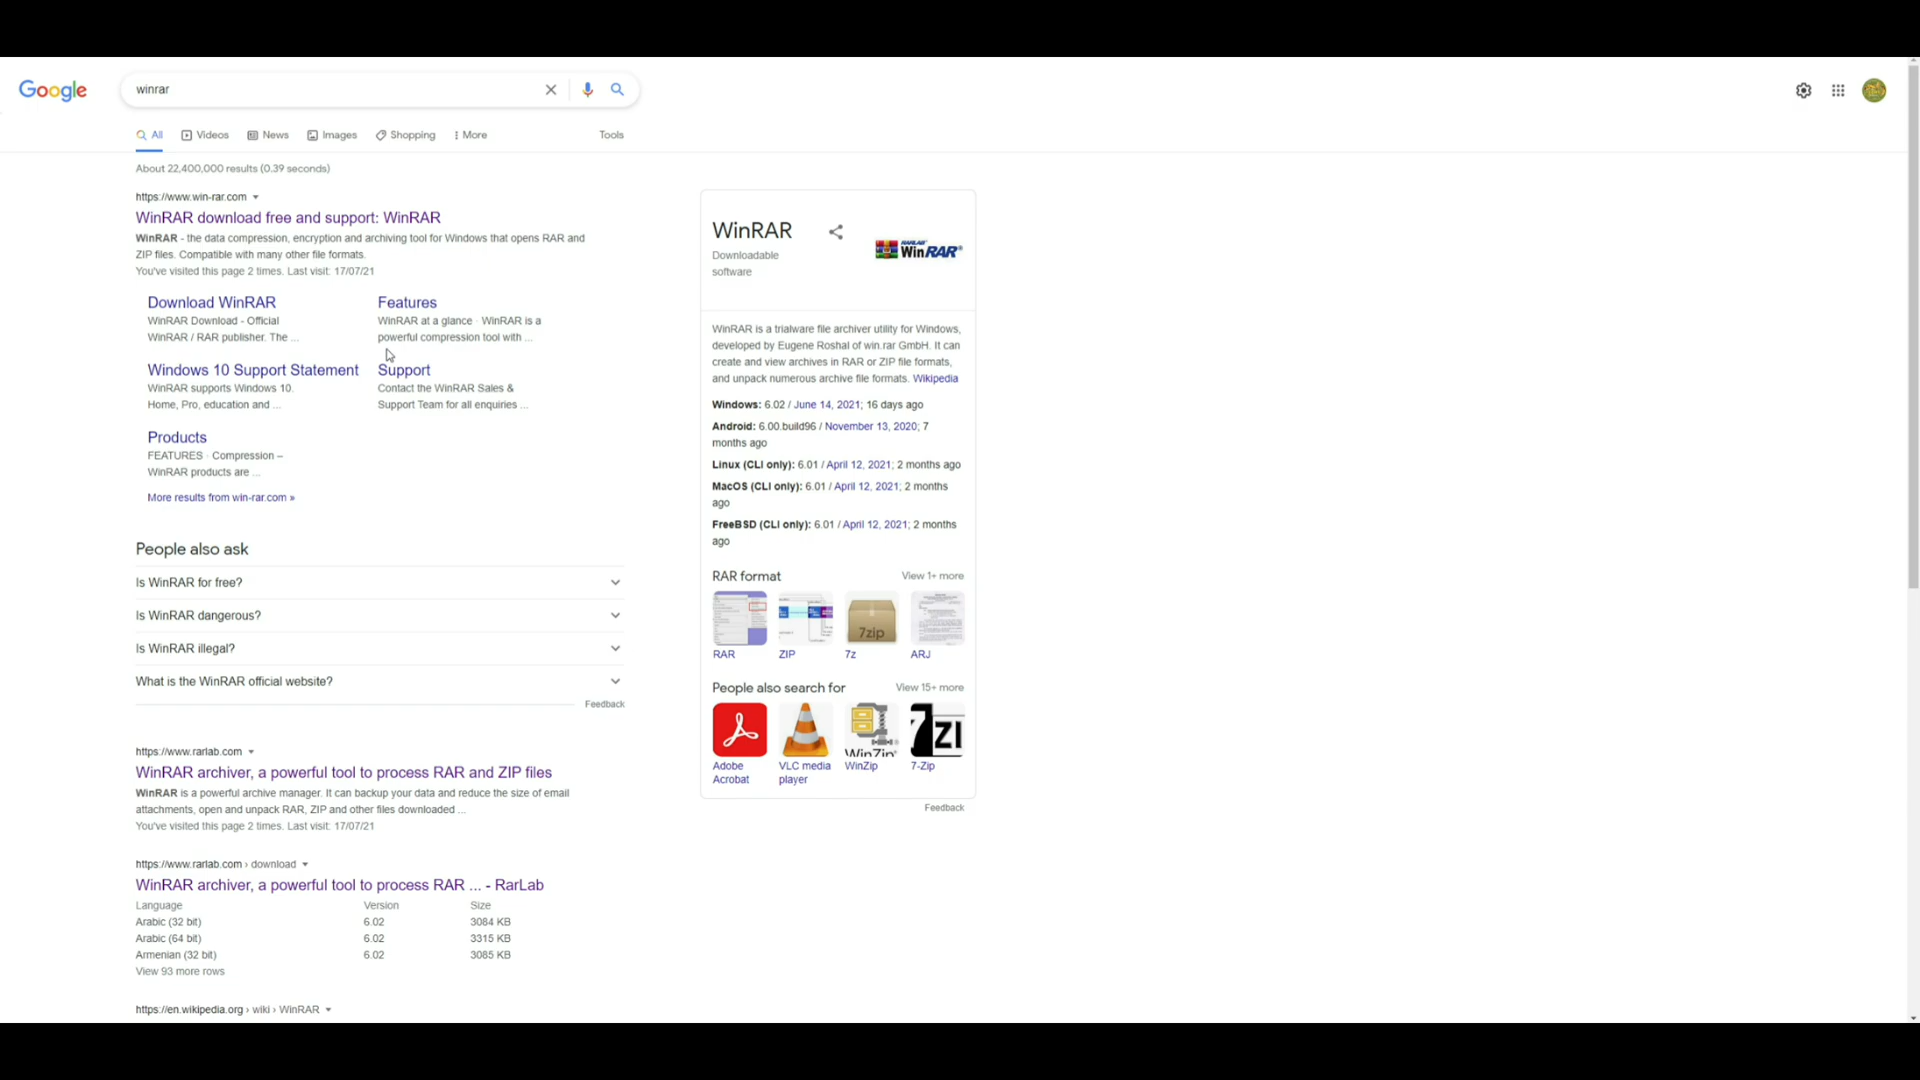 Google
winrar
All Videos News Images Shopping More Tools
About 22,400,000 results (0.39 seconds)
https://www.win-rar.com
WinRAR download free and support: WinRAR
WinRAR - the data compression, encryption and archiving tool for Windows that opens RAR and
ZIP files. Compatible with many other file formats.
You've visited this page 2 times. Last visit: 17/07/21
Download WinRAR
WinRAR Download - Official
WinRAR / RAR publisher. The ...
Features
WinRAR at a glance · WinRAR is a
powerful compression tool with ...
Windows 10 Support Statement
WinRAR supports Windows 10.
Home, Pro, education and ...
Support
Contact the WinRAR Sales &
Support Team for all enquiries ...
Products
FEATURES · Compression –
WinRAR products are ...
More results from win-rar.com »
People also ask
Is WinRAR for free?
Is WinRAR dangerous?
Is WinRAR illegal?
What is the WinRAR official website?
Feedback
https://www.rarlab.com
WinRAR archiver, a powerful tool to process RAR and ZIP files
WinRAR is a powerful archive manager. It can backup your data and reduce the size of email
attachments, open and unpack RAR, ZIP and other files downloaded ...
You've visited this page 2 times. Last visit: 17/07/21
https://www.rarlab.com › download
WinRAR archiver, a powerful tool to process RAR ... - RarLab
Language Version Size
Arabic (32 bit) 6.02 3084 KB
Arabic (64 bit) 6.02 3315 KB
Armenian (32 bit) 6.02 3085 KB
View 93 more rows
https://en.wikipedia.org › wiki › WinRAR
WinRAR
Downloadable
software
RARLAB
WinRAR
WinRAR is a trialware file archiver utility for Windows,
developed by Eugene Roshal of win.rar GmbH. It can
create and view archives in RAR or ZIP file formats,
and unpack numerous archive file formats. Wikipedia
Windows: 6.02 / June 14, 2021; 16 days ago
Android: 6.00.build96 / November 13, 2020; 7
months ago
Linux (CLI only): 6.01 / April 12, 2021; 2 months ago
MacOS (CLI only): 6.01 / April 12, 2021; 2 months
ago
FreeBSD (CLI only): 6.01 / April 12, 2021; 2 months
ago
RAR format View 1+ more
7zip
RAR ZIP 7z ARJ
People also search for View 15+ more
WinZip 7ZI
Adobe
Acrobat
VLC media
player
WinZip
7-Zip
Feedback